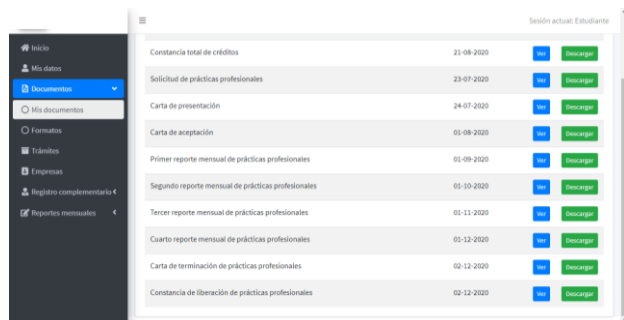 Sesión actual: Estudiante
Inicio
Mis datos
Documentos
Mis documentos
Formatos
Trámites
Empresas
Registro complementario
Reportes mensuales
Constancia total de créditos 21-08-2020 Ver Descargar
Solicitud de prácticas profesionales 23-07-2020 Ver Descargar
Carta de presentación 24-07-2020 Ver Descargar
Carta de aceptación 01-08-2020 Ver Descargar
Primer reporte mensual de prácticas profesionales 01-09-2020 Ver Descargar
Segundo reporte mensual de prácticas profesionales 01-10-2020 Ver Descargar
Tercer reporte mensual de prácticas profesionales 01-11-2020 Ver Descargar
Cuarto reporte mensual de prácticas profesionales 01-12-2020 Ver Descargar
Carta de terminación de prácticas profesionales 02-12-2020 Ver Descargar
Constancia de liberación de prácticas profesionales 02-12-2020 Ver Descargar